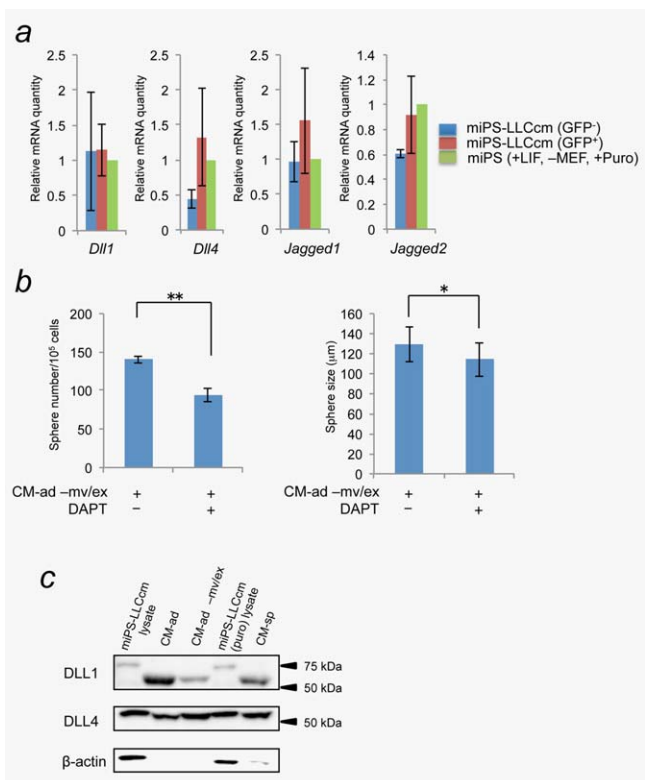 a
Relative mRNA quantity
2.5
2
1.5
1
0.5
0
Dll1
Relative mRNA quantity
2.5
2
1.5
1
0.5
0
Dll4
Relative mRNA quantity
2.5
2
1.5
1
0.5
0
Jagged1
Relative mRNA quantity
1.4
1.2
1
0.8
0.6
0.4
0.2
0
Jagged2
miPS-LLCcm (GFP⁻)
miPS-LLCcm (GFP⁺)
miPS (+LIF, –MEF, +Puro)
b
Sphere number/10⁵ cells
200
150
100
50
0
**
CM-ad –mv/ex + +
DAPT – +
Sphere size (μm)
160
140
120
100
80
60
40
20
0
*
CM-ad –mv/ex + +
DAPT – +
c
miPS-LLCcm lysate
CM-ad
CM-ad –mv/ex
miPS-LLCcm (puro) lysate
CM-sp
DLL1
75 kDa
50 kDa
DLL4
50 kDa
β-actin